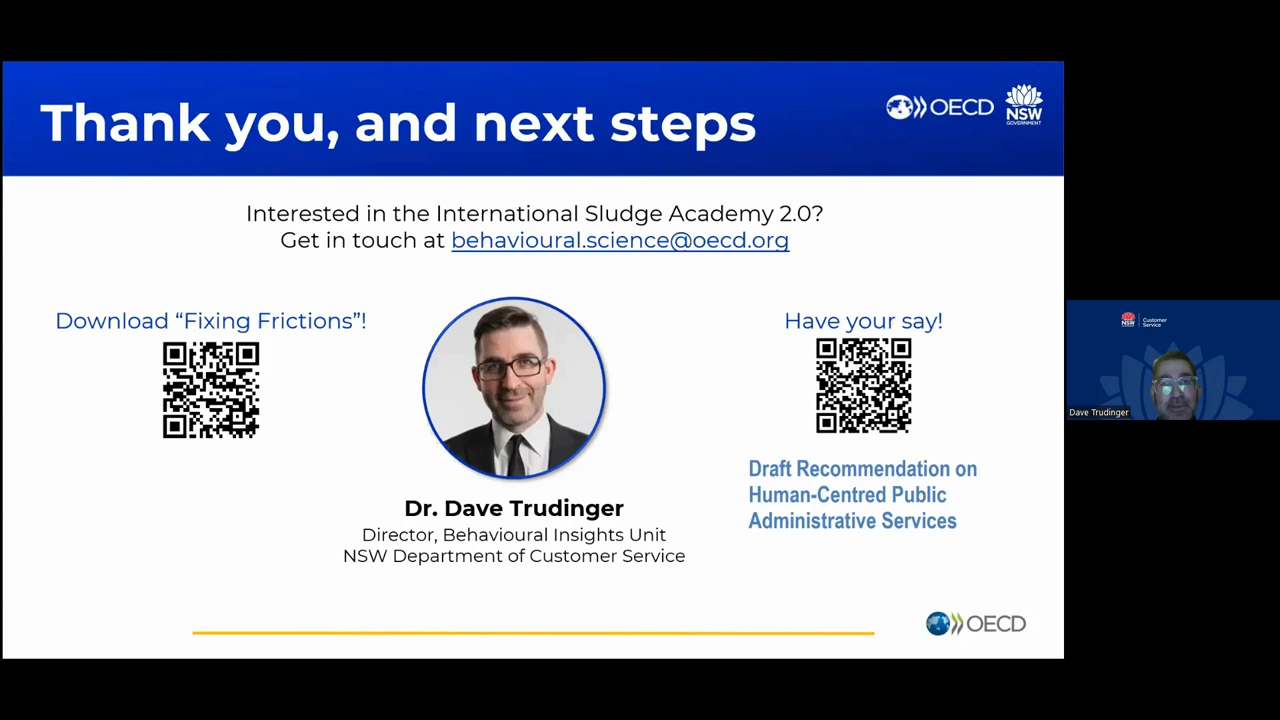 Thank you, and next steps
OECD
NSW
GOVERNMENT
Interested in the International Sludge Academy 2.0?
Get in touch at behavioural.science@oecd.org
Download “Fixing Frictions”!
Have your say!
Draft Recommendation on
Human-Centred Public
Administrative Services
Dr. Dave Trudinger
Director, Behavioural Insights Unit
NSW Department of Customer Service
OECD
NSW
Customer
Service
Dave Trudinger